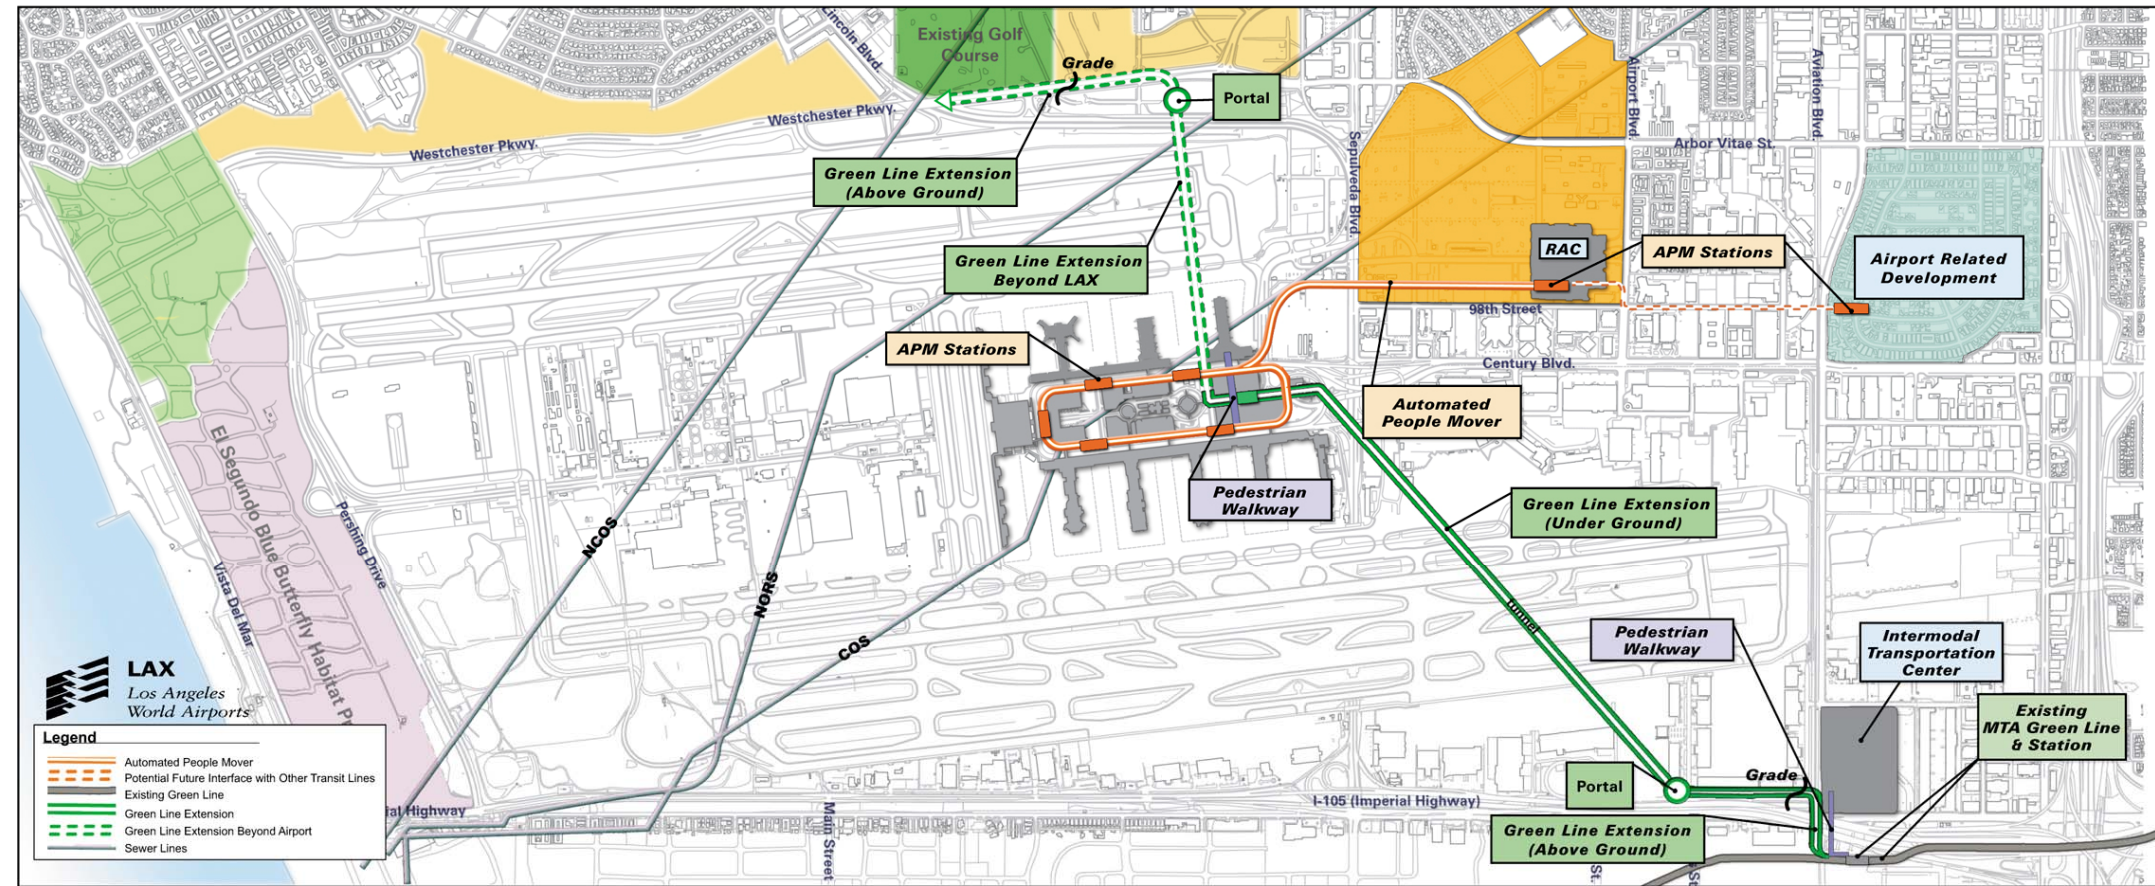 Lincoln Blvd.
Existing Golf
Course
Grade
Portal
Airport Blvd.
Aviation Blvd.
Westchester Pkwy.
Westchester Pkwy.
Sepulveda Blvd.
Arbor Vitae St.
Green Line Extension
(Above Ground)
Green Line Extension
Beyond LAX
RAC
APM Stations
Airport Related
Development
98th Street
APM Stations
Century Blvd.
Automated
People Mover
El Segundo Blue Butterfly Habitat Pr
Pershing Drive
Vista Del Mar
Pedestrian
Walkway
Green Line Extension
(Under Ground)
NCOS
NORS
COS
Tunnel
Pedestrian
Walkway
Intermodal
Transportation
Center
LAX
Los Angeles
World Airports
Existing
MTA Green Line
& Station
Legend
Automated People Mover
Potential Future Interface with Other Transit Lines
Existing Green Line
Green Line Extension
Green Line Extension Beyond Airport
Sewer Lines
ial Highway
Main Street
I-105 (Imperial Highway)
Portal
Grade
Green Line Extension
(Above Ground)
St.
St